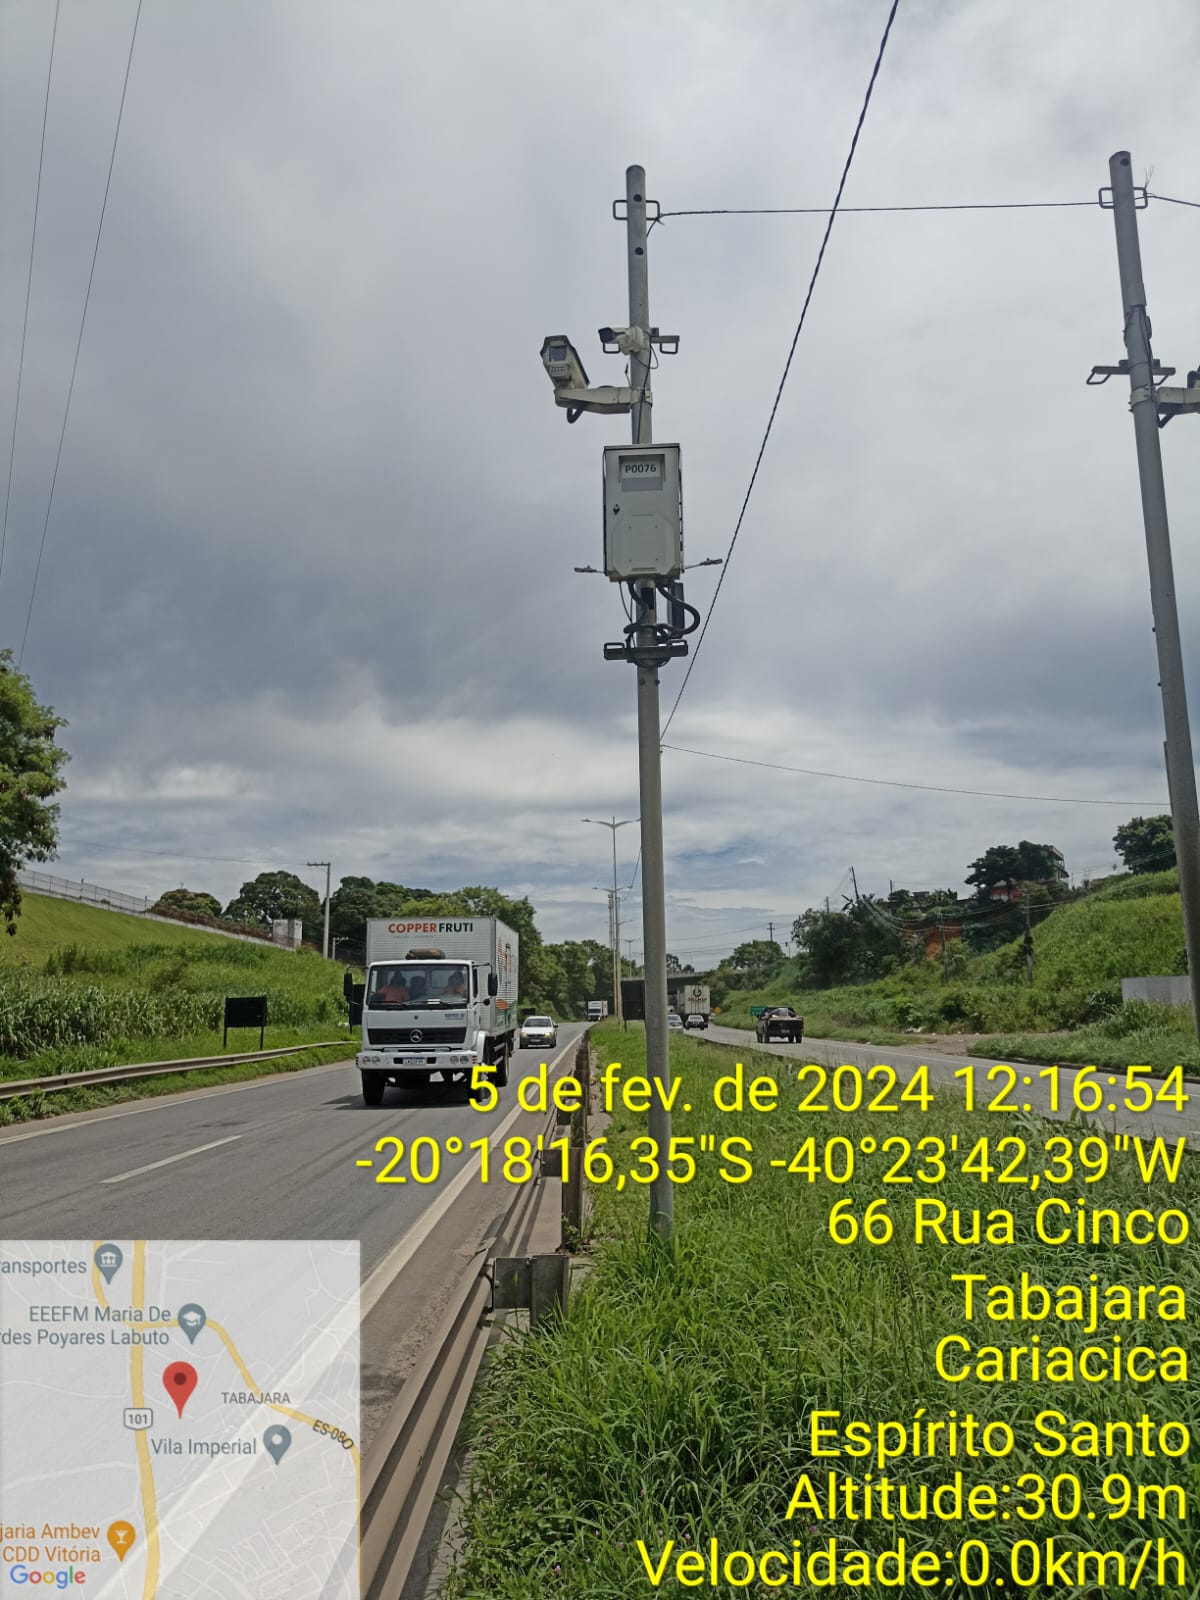 P0076
COPPERFRUTI
5 de fev. de 2024 12:16:54
-20°18'16,35"S -40°23'42,39"W
66 Rua Cinco
Tabajara
Cariacica
Espírito Santo
Altitude:30.9m
Velocidade:0.0km/h
ansportes
EEEFM Maria De
rdes Poyares Labuto
TABAJARA
101
ES-080
Vila Imperial
jaria Ambev
CDD Vitória
Google